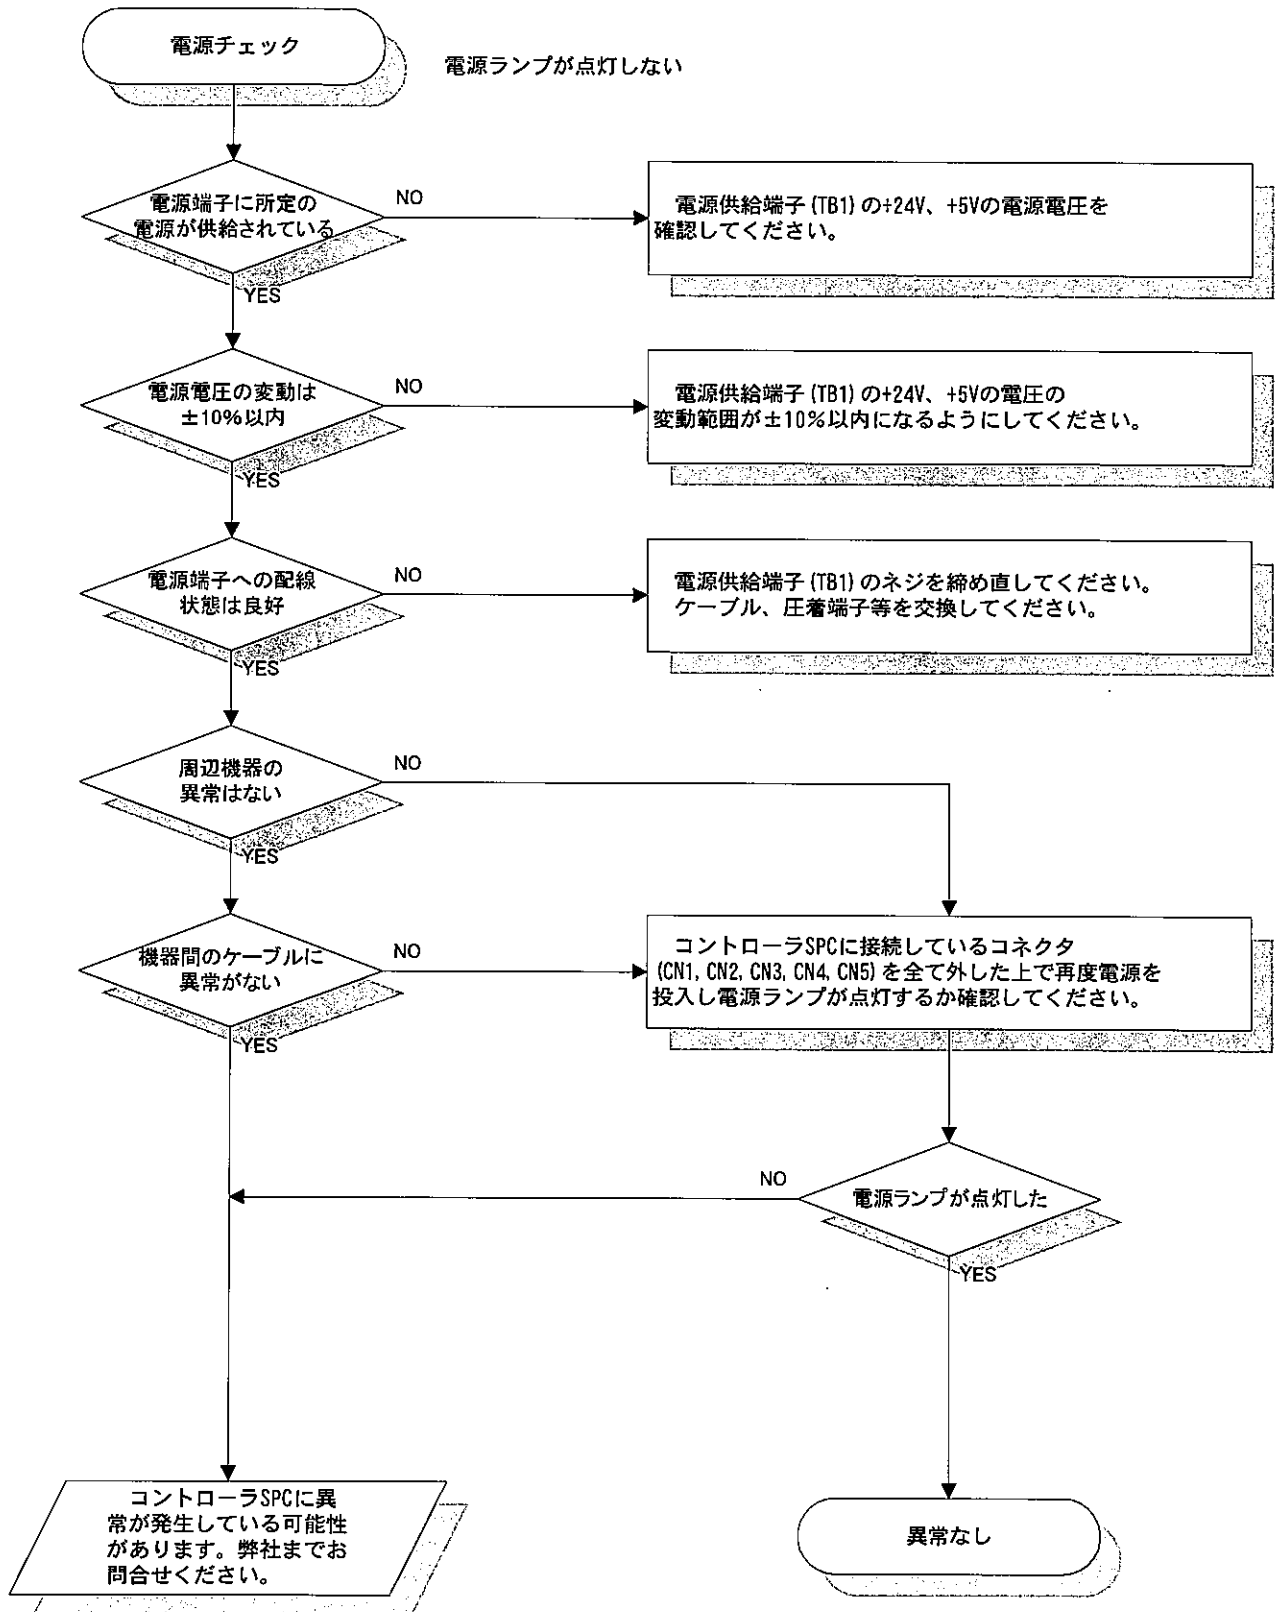 電源チェック
電源ランプが点灯しない
電源端子に所定の
電源が供給されている
NO
電源供給端子(TB1)の+24V、+5Vの電源電圧を
確認してください。
YES
電源電圧の変動は
±10%以内
NO
電源供給端子(TB1)の+24V、+5Vの電圧の
変動範囲が±10%以内になるようにしてください。
YES
電源端子への配線
状態は良好
NO
電源供給端子(TB1)のネジを締め直してください。
ケーブル、圧着端子等を交換してください。
YES
周辺機器の
異常はない
NO
YES
機器間のケーブルに
異常がない
NO
コントローラSPCに接続しているコネクタ
(CN1, CN2, CN3, CN4, CN5)を全て外した上で再度電源を
投入し電源ランプが点灯するか確認してください。
YES
電源ランプが点灯した
NO
YES
コントローラSPCに異
常が発生している可能性
があります。弊社までお
問合せください。
異常なし